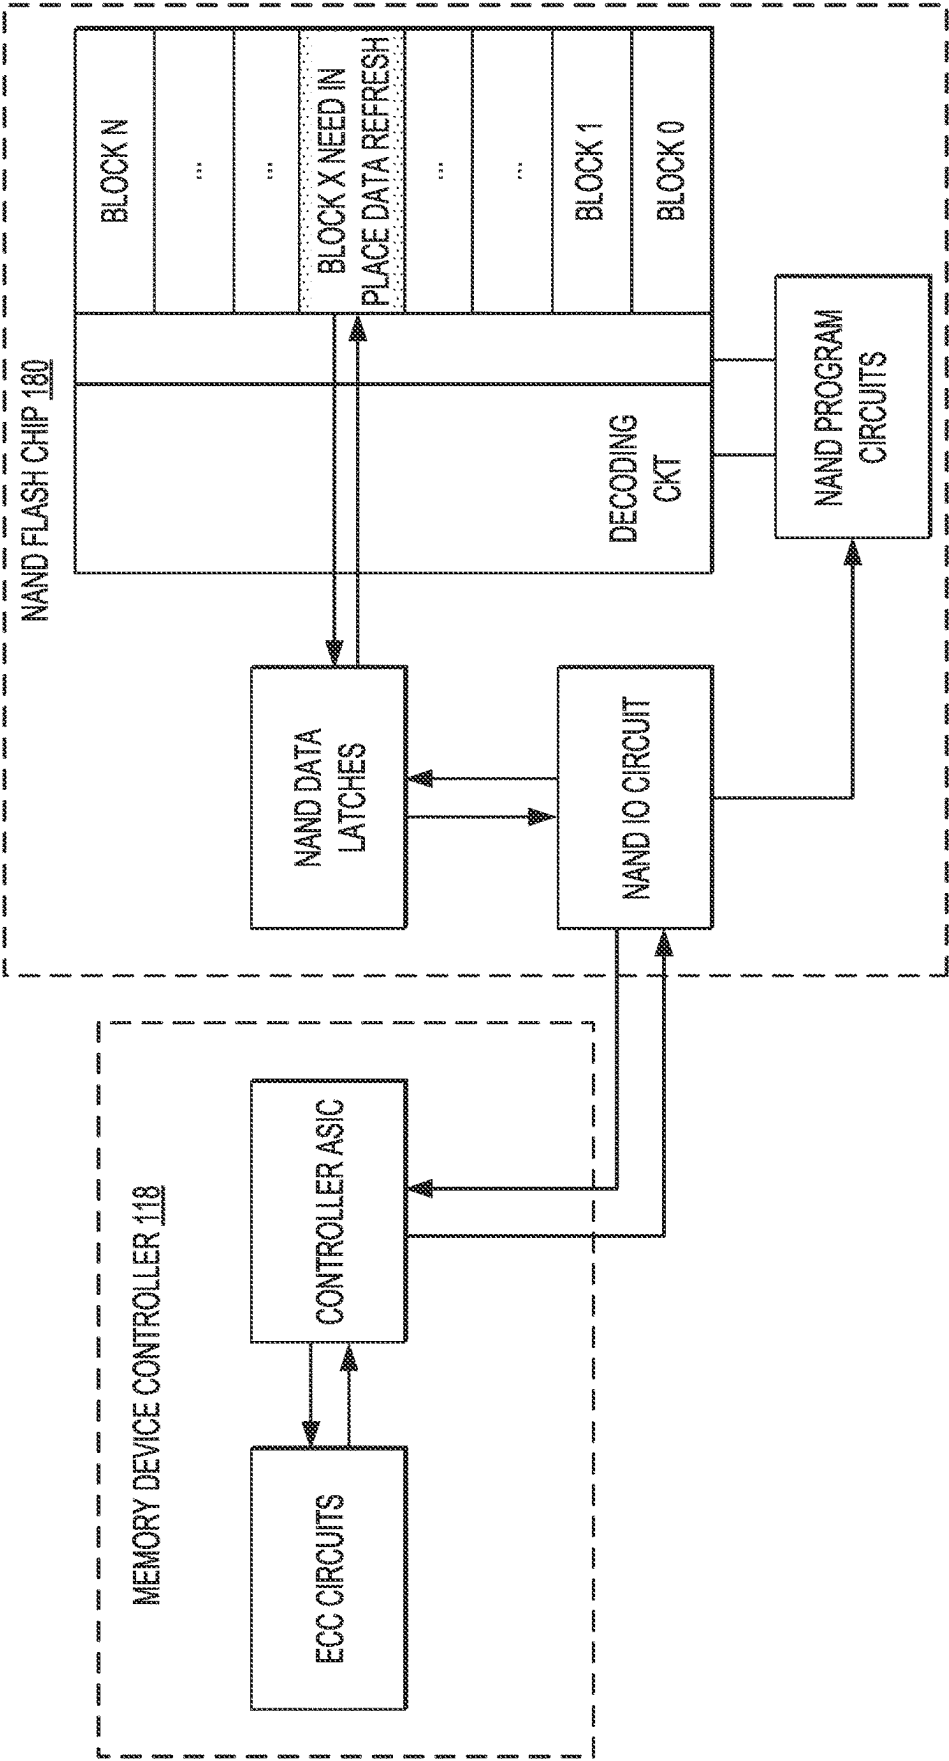 MEMORY DEVICE CONTROLLER 118
ECC CIRCUITS
CONTROLLER ASIC
NAND FLASH CHIP 180
NAND DATA
LATCHES
NAND IO CIRCUIT
DECODING
CKT
NAND PROGRAM
CIRCUITS
BLOCK N
...
...
BLOCK X NEED IN
PLACE DATA REFRESH
...
...
BLOCK 1
BLOCK 0